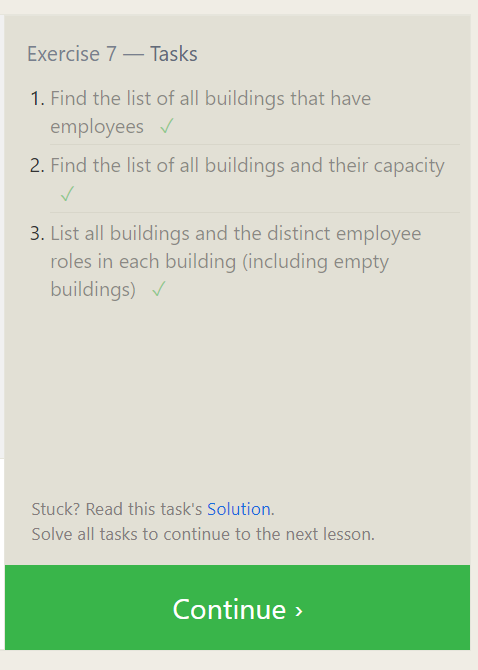 Exercise 7 — Tasks
1. Find the list of all buildings that have
employees ✓
2. Find the list of all buildings and their capacity
✓
3. List all buildings and the distinct employee
roles in each building (including empty
buildings) ✓
Stuck? Read this task's Solution.
Solve all tasks to continue to the next lesson.
Continue ›